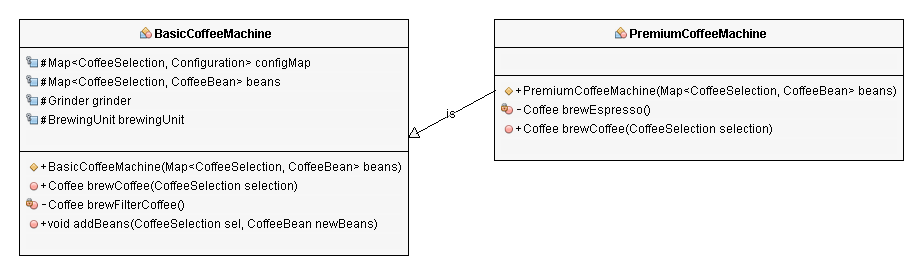 BasicCoffeeMachine
#Map<CoffeeSelection, Configuration> configMap
#Map<CoffeeSelection, CoffeeBean> beans
#Grinder grinder
#BrewingUnit brewingUnit
+BasicCoffeeMachine(Map<CoffeeSelection, CoffeeBean> beans)
+Coffee brewCoffee(CoffeeSelection selection)
-Coffee brewFilterCoffee()
+void addBeans(CoffeeSelection sel, CoffeeBean newBeans)
is
PremiumCoffeeMachine
+PremiumCoffeeMachine(Map<CoffeeSelection, CoffeeBean> beans)
-Coffee brewEspresso()
+Coffee brewCoffee(CoffeeSelection selection)